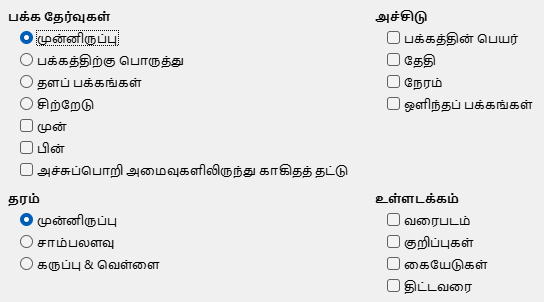 பக்க தேர்வுகள்
முன்னிருப்பு
பக்கத்திற்கு பொருத்து
தளப் பக்கங்கள்
சிற்றேடு
முன்
பின்
அச்சுப்பொறி அமைவுகளிலிருந்து காகிதத் தட்டு
அச்சிடு
பக்கத்தின் பெயர்
தேதி
நேரம்
ஒளிந்தப் பக்கங்கள்
தரம்
முன்னிருப்பு
சாம்பலளவு
கருப்பு & வெள்ளை
உள்ளடக்கம்
வரைபடம்
குறிப்புகள்
கையேடுகள்
திட்டவரை